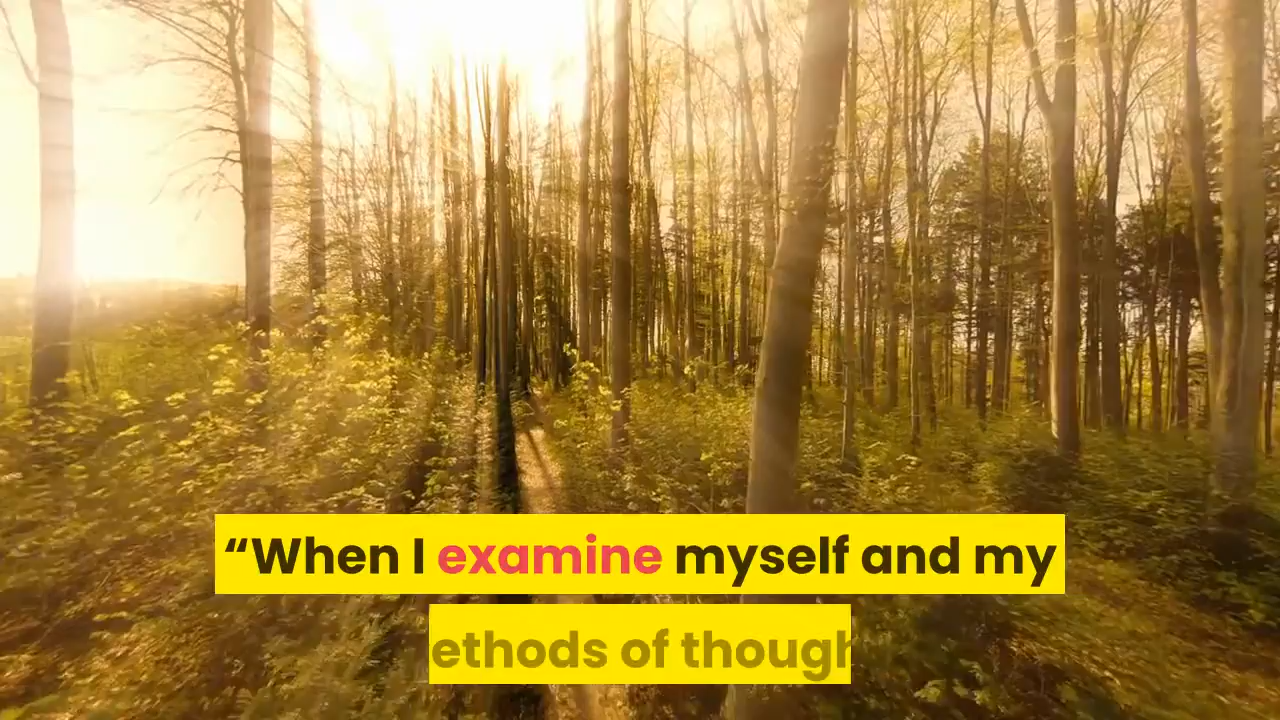 “When I examine myself and my
ethods of though